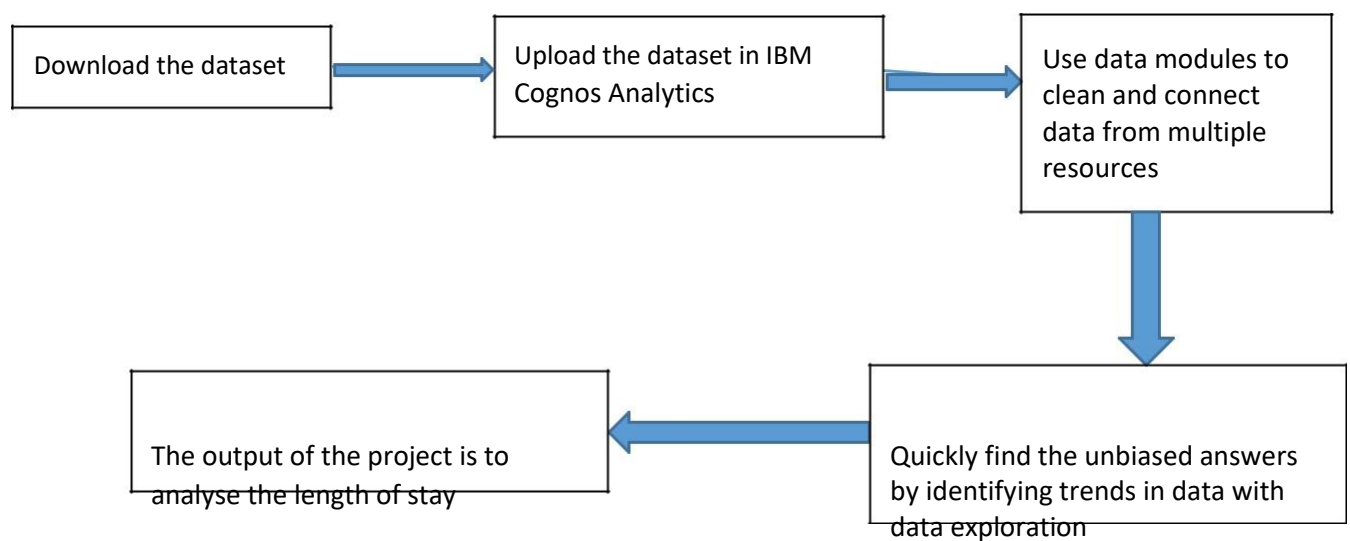 Download the dataset
Upload the dataset in IBM
Cognos Analytics
Use data modules to
clean and connect
data from multiple
resources
Quickly find the unbiased answers
by identifying trends in data with
data exploration
The output of the project is to
analyse the length of stay